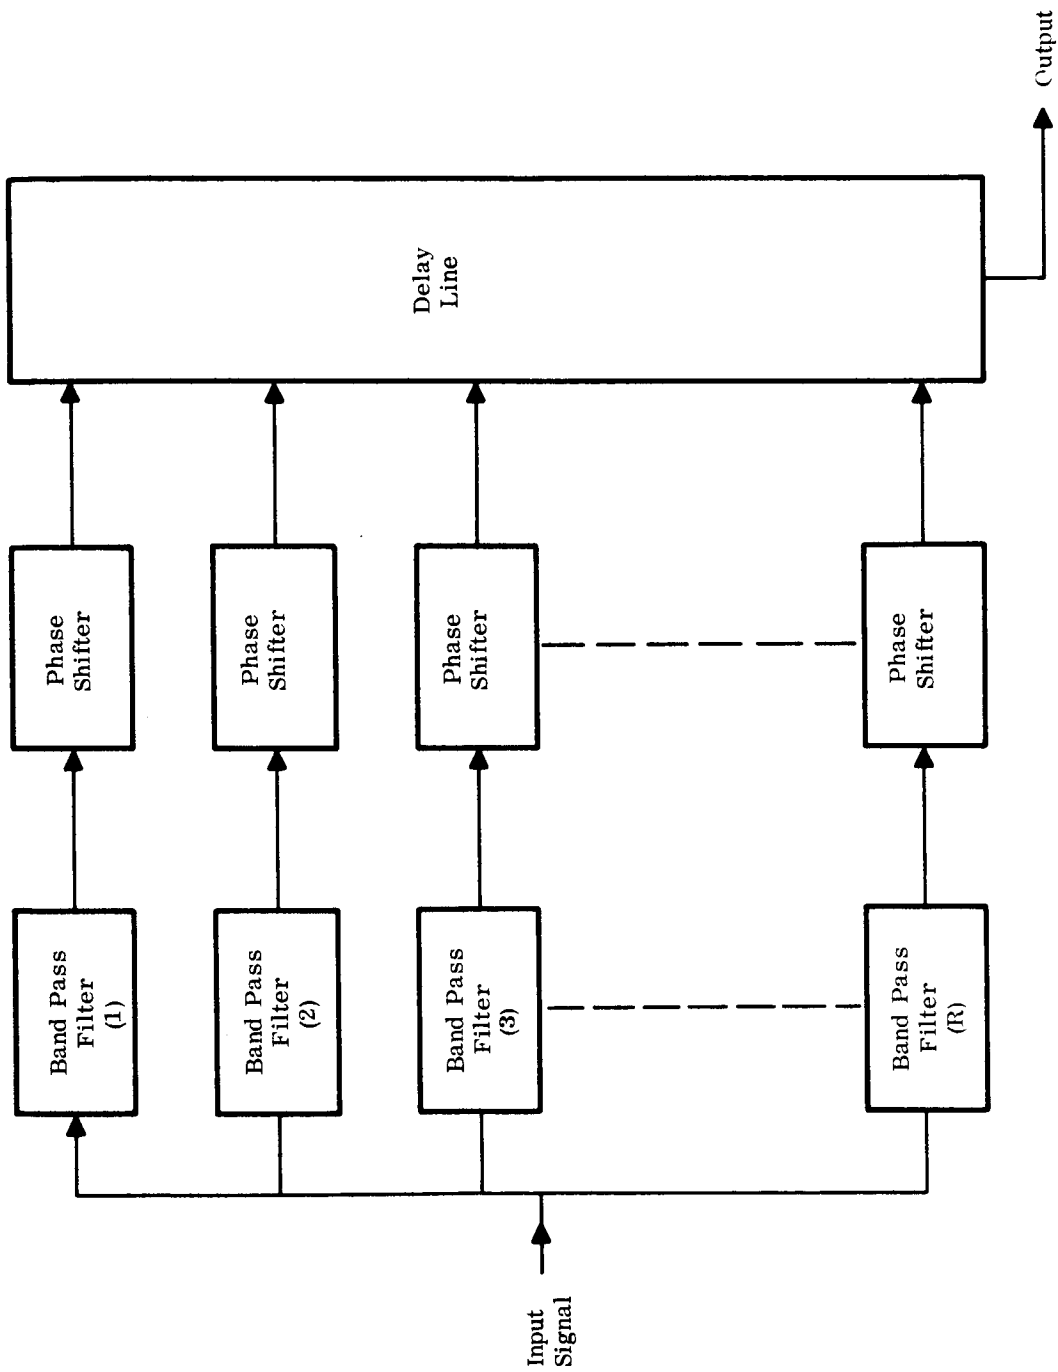 Input
Signal
Band Pass
Filter
(1)
Band Pass
Filter
(2)
Band Pass
Filter
(3)
Band Pass
Filter
(R)
Phase
Shifter
Phase
Shifter
Phase
Shifter
Phase
Shifter
Delay
Line
Output